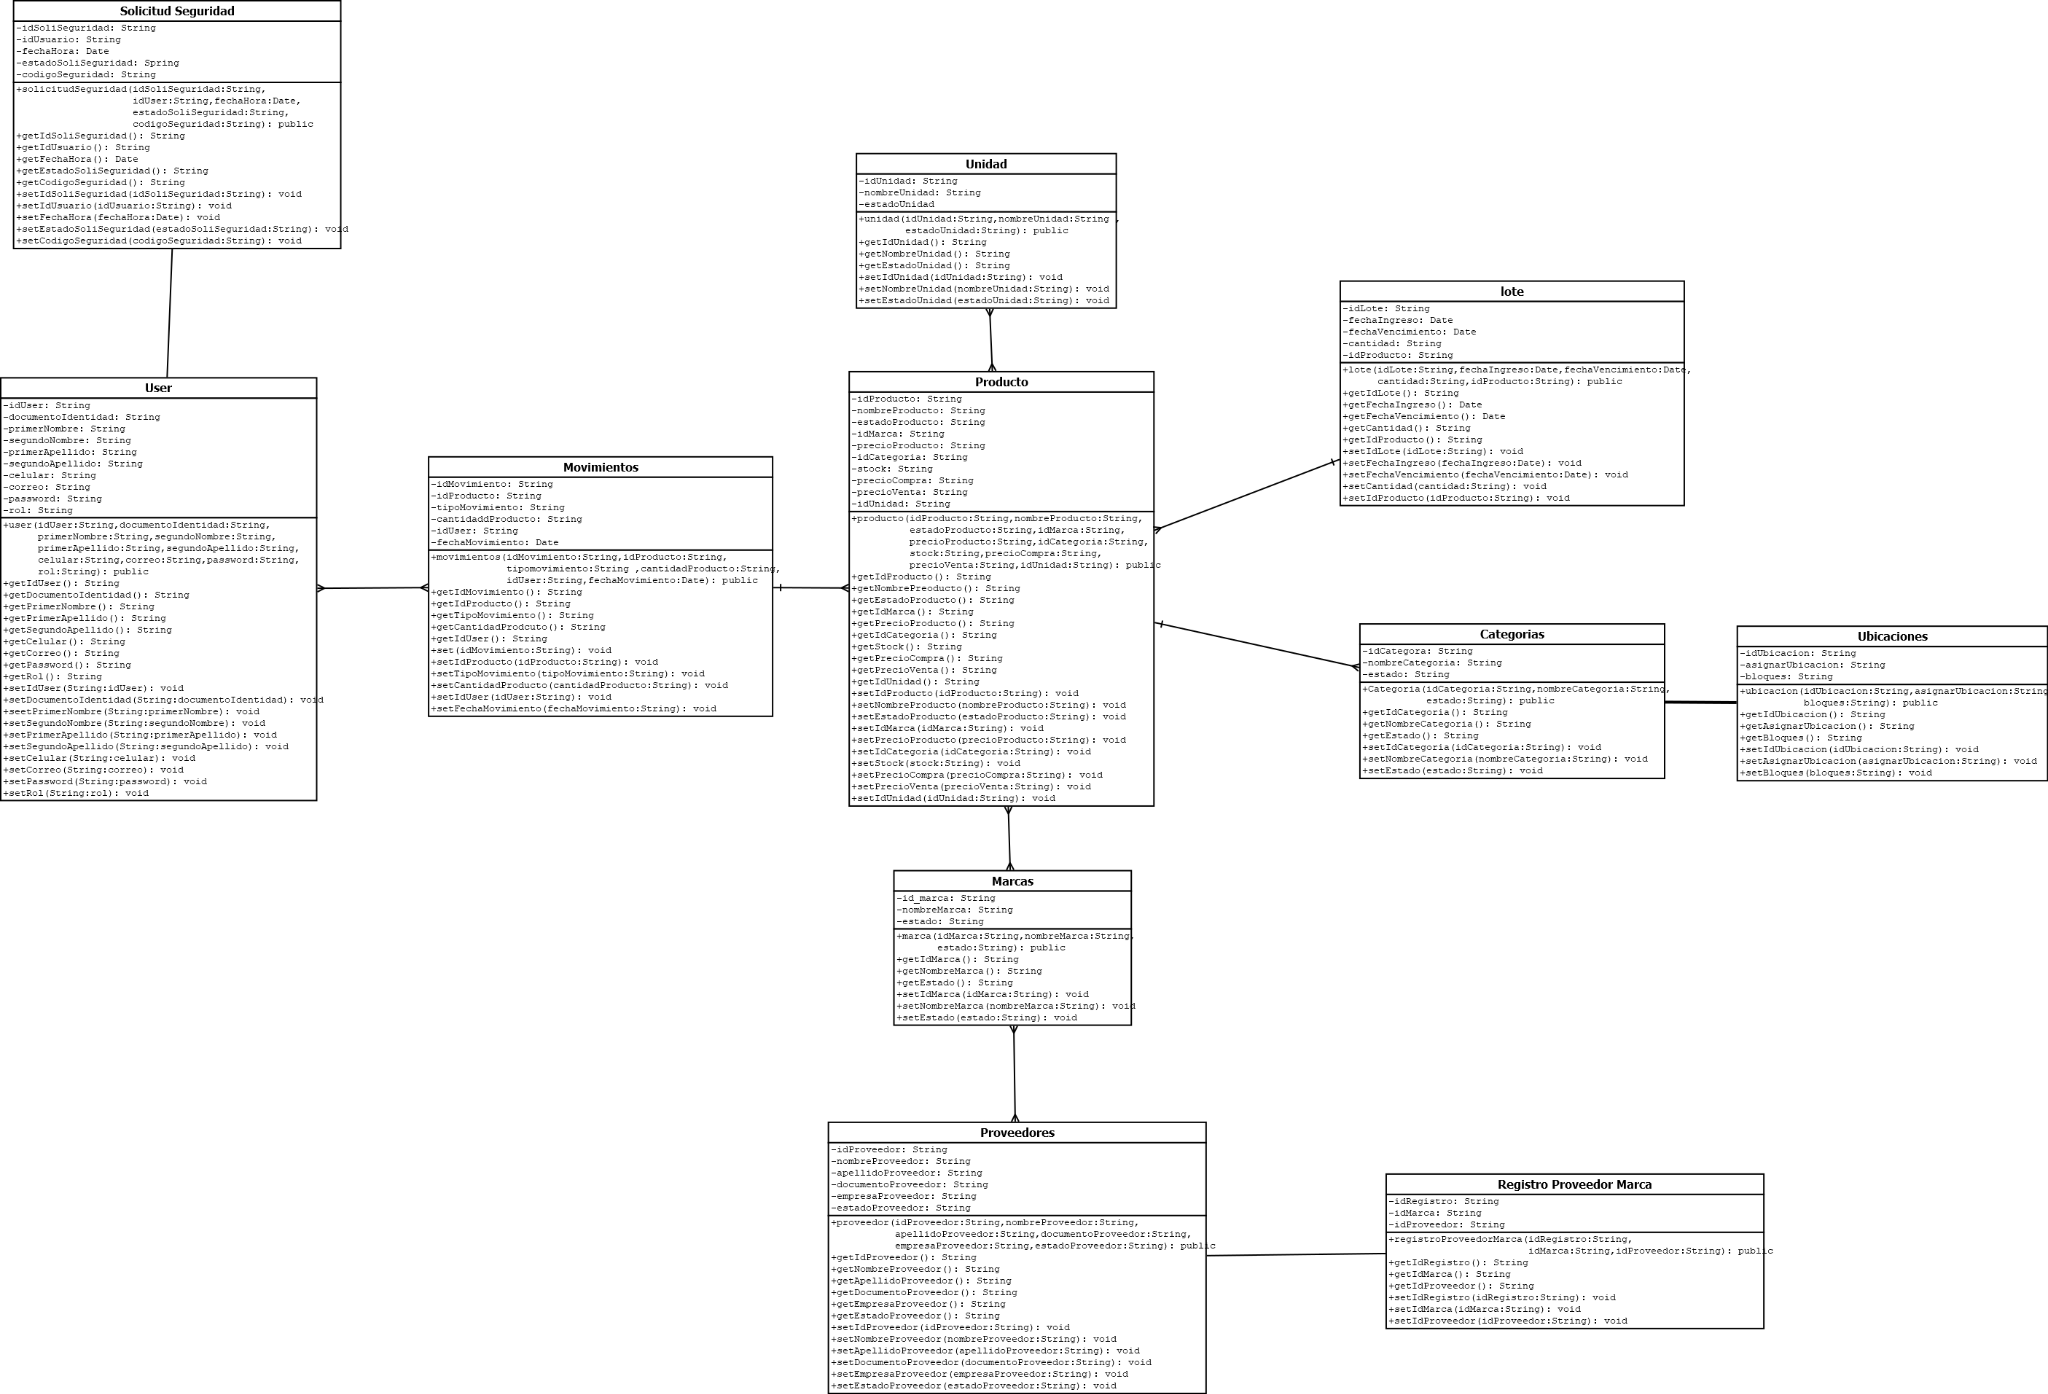 Solicitud Seguridad
-idSoliSeguridad: String
-idUsuario: String
-fechaHora: Date
-estadoSoliSeguridad: Spring
-codigoSeguridad: String
+solicitudSeguridad(idSoliSeguridad:String,
idUser:String,fechaHora:Date,
estadoSoliSeguridad:String,
codigoSeguridad:String): public
+getIdSoliSeguridad(): String
+getIdUsuario(): String
+getFechaHora(): Date
+getEstadoSoliSeguridad(): String
+getCodigoSeguridad(): String
+setIdSoliSeguridad(idSoliSeguridad:String): void
+setIdUsuario(idUsuario:String): void
+setFechaHora(fechaHora:Date): void
+setEstadoSoliSeguridad(estadoSoliSeguridad:String): void
+setCodigoSeguridad(codigoSeguridad:String): void
User
-idUser: String
-documentoIdentidad: String
-primerNombre: String
-segundoNombre: String
-primerApellido: String
-segundoApellido: String
-celular: String
-correo: String
-password: String
-rol: String
+user(idUser:String,documentoIdentidad:String,
primerNombre:String,segundoNombre:String,
primerApellido:String,segundoApellido:String,
celular:String,correo:String,password:String,
rol:String): public
+getIdUser(): String
+getDocumentoIdentidad(): String
+getPrimerNombre(): String
+getPrimerApellido(): String
+getSegundoApellido(): String
+getCelular(): String
+getCorreo(): String
+getPassword(): String
+getRol(): String
+setIdUser(String:idUser): void
+setDocumentoIdentidad(String:documentoIdentidad): void
+seetPrimerNombre(String:primerNombre): void
+setSegundoNombre(String:segundoNombre): void
+setPrimerApellido(String:primerApellido): void
+setSegundoApellido(String:segundoApellido): void
+setCelular(String:celular): void
+setCorreo(String:correo): void
+setPassword(String:password): void
+setRol(String:rol): void
Movimientos
-idMovimiento: String
-idProducto: String
-tipoMovimiento: String
-cantidaddProducto: String
-idUser: String
-fechaMovimiento: Date
+movimientos(idMovimiento:String,idProducto:String,
tipomovimiento:String ,cantidadProducto:String,
idUser:String,fechaMovimiento:Date): public
+getIdMovimiento(): String
+getIdProducto(): String
+getTipoMovimiento(): String
+getCantidadProdcuto(): String
+getIdUser(): String
+set(idMovimiento:String): void
+setIdProducto(idProducto:String): void
+setTipoMovimiento(tipoMovimiento:String): void
+setCantidadProducto(cantidadProducto:String): void
+setIdUser(idUser:String): void
+setFechaMovimiento(fechaMovimiento:String): void
Unidad
-idUnidad: String
-nombreUnidad: String
-estadoUnidad
+unidad(idUnidad:String,nombreUnidad:String ,
estadoUnidad:String): public
+getIdUnidad(): String
+getNombreUnidad(): String
+getEstadoUnidad(): String
+setIdUnidad(idUnidad:String): void
+setNombreUnidad(nombreUnidad:String): void
+setEstadoUnidad(estadoUnidad:String): void
Producto
-idProducto: String
-nombreProducto: String
-estadoProducto: String
-idMarca: String
-precioProducto: String
-idCategoria: String
-stock: String
-precioCompra: String
-precioVenta: String
-idUnidad: String
+producto(idProducto:String,nombreProducto:String,
estadoProducto:String,idMarca:String,
precioProducto:String,idCategoria:String,
stock:String,precioCompra:String,
precioVenta:String,idUnidad:String): public
+getIdProducto(): String
+getNombrePreoducto(): String
+getEstadoProducto(): String
+getIdMarca(): String
+getPrecioProducto(): String
+getIdCategoria(): String
+getStock(): String
+getPrecioCompra(): String
+getPrecioVenta(): String
+getIdUnidad(): String
+setIdProducto(idProducto:String): void
+setNombreProducto(nombreProducto:String): void
+setEstadoProducto(estadoProducto:String): void
+setIdMarca(idMarca:String): void
+setPrecioProducto(precioProducto:String): void
+setIdCategoria(idCategoria:String): void
+setStock(stock:String): void
+setPrecioCompra(precioCompra:String): void
+setPrecioVenta(precioVenta:String): void
+setIdUnidad(idUnidad:String): void
lote
-idLote: String
-fechaIngreso: Date
-fechaVencimiento: Date
-cantidad: String
-idProducto: String
+lote(idLote:String,fechaIngreso:Date,fechaVencimiento:Date,
cantidad:String,idProducto:String): public
+getIdLote(): String
+getFechaIngreso(): Date
+getFechaVencimiento(): Date
+getCantidad(): String
+getIdProducto(): String
+setIdLote(idLote:String): void
+setFechaIngreso(fechaIngreso:Date): void
+setFechaVencimiento(fechaVencimiento:Date): void
+setCantidad(cantidad:String): void
+setIdProducto(idProducto:String): void
Categorias
-idCategora: String
-nombreCategoria: String
-estado: String
+Categoria(idCategoria:String,nombreCategoria:String,
estado:String): public
+getIdCategoria(): String
+getNombreCategoria(): String
+getEstado(): String
+setIdCategoria(idCategoria:String): void
+setNombreCategoria(nombreCategoria:String): void
+setEstado(estado:String): void
Ubicaciones
-idUbicacion: String
-asignarUbicacion: String
-bloques: String
+ubicacion(idUbicacion:String,asignarUbicacion:String
bloques:String): public
+getIdUbicacion(): String
+getAsignarUbicacion(): String
+getBloques(): String
+setIdUbicacion(idUbicacion:String): void
+setAsignarUbicacion(asignarUbicacion:String): void
+setBloques(bloques:String): void
Marcas
-id_marca: String
-nombreMarca: String
-estado: String
+marca(idMarca:String,nombreMarca:String,
estado:String): public
+getIdMarca(): String
+getNombreMarca(): String
+getEstado(): String
+setIdMarca(idMarca:String): void
+setNombreMarca(nombreMarca:String): void
+setEstado(estado:String): void
Proveedores
-idProveedor: String
-nombreProveedor: String
-apellidoProveedor: String
-documentoProveedor: String
-empresaProveedor: String
-estadoProveedor: String
+proveedor(idProveedor:String,nombreProveedor:String,
apellidoProveedor:String,documentoProveedor:String,
empresaProveedor:String,estadoProveedor:String): public
+getIdProveedor(): String
+getNombreProveedor(): String
+getApellidoProveedor(): String
+getDocumentoProveedor(): String
+getEmpresaProveedor(): String
+getEstadoProveedor(): String
+setIdProveedor(idProveedor:String): void
+setNombreProveedor(nombreProveedor:String): void
+setApellidoProveedor(apellidoProveedor:String): void
+setDocumentoProveedor(documentoProveedor:String): void
+setEmpresaProveedor(empresaProveedor:String): void
+setEstadoProveedor(estadoProveedor:String): void
Registro Proveedor Marca
-idRegistro: String
-idMarca: String
-idProveedor: String
+registroProveedorMarca(idRegistro:String,
idMarca:String,idProveedor:String): public
+getIdRegistro(): String
+getIdMarca(): String
+getIdProveedor(): String
+setIdRegistro(idRegistro:String): void
+setIdMarca(idMarca:String): void
+setIdProveedor(idProveedor:String): void